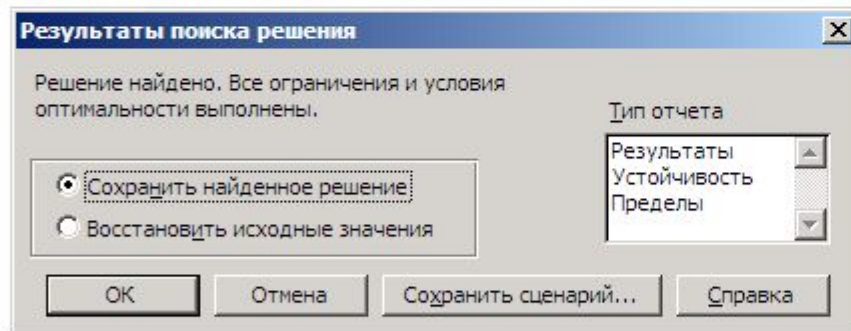 Результаты поиска решения
Решение найдено. Все ограничения и условия
оптимальности выполнены.
Тип отчета
Результаты
Устойчивость
Пределы
Сохранить найденное решение
Восстановить исходные значения
ОК
Отмена
Сохранить сценарий...
Справка